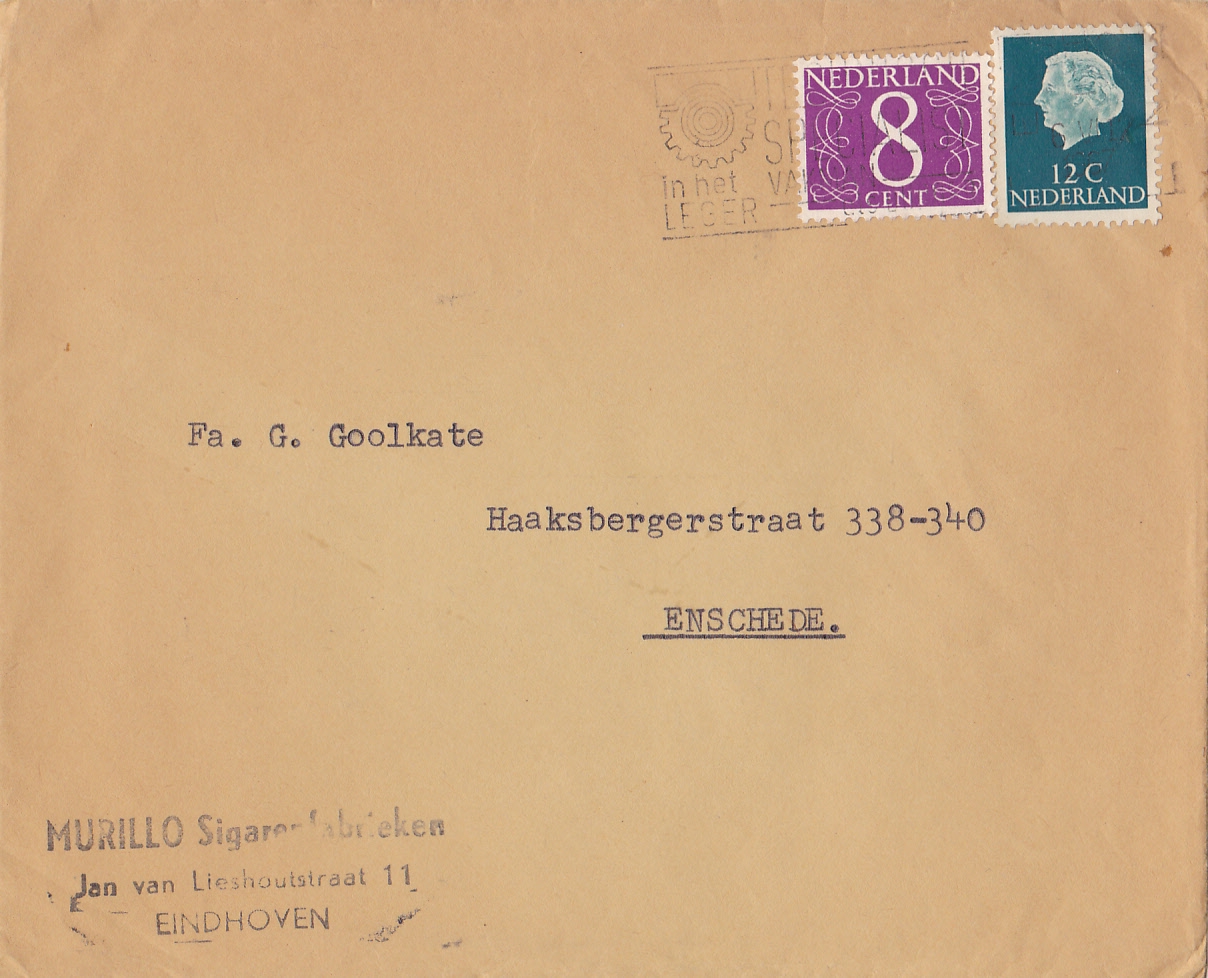 NEDERLAND
8
CENT
12 C
NEDERLAND
in het
LEGER
Fa. G. Goolkate
Haaksbergerstraat 338-340
ENSCHEDE.
MURILLO Sigarenfabrieken
Jan van Lieshoutstraat 11
EINDHOVEN